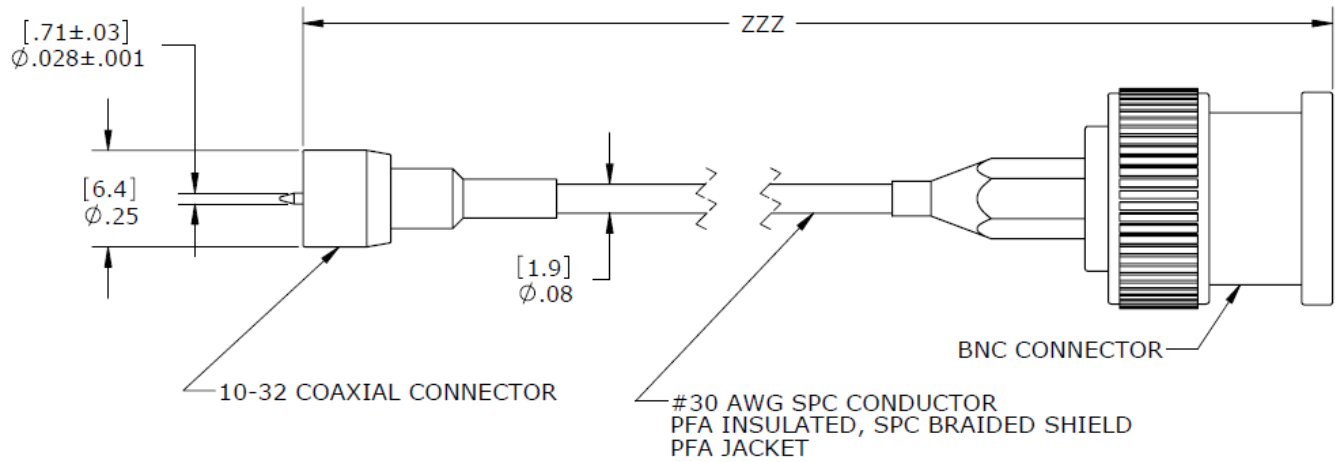 ZZZ
[.71±.03]
∅.028±.001
[6.4]
∅.25
[1.9]
∅.08
BNC CONNECTOR
10-32 COAXIAL CONNECTOR
#30 AWG SPC CONDUCTOR
PFA INSULATED, SPC BRAIDED SHIELD
PFA JACKET